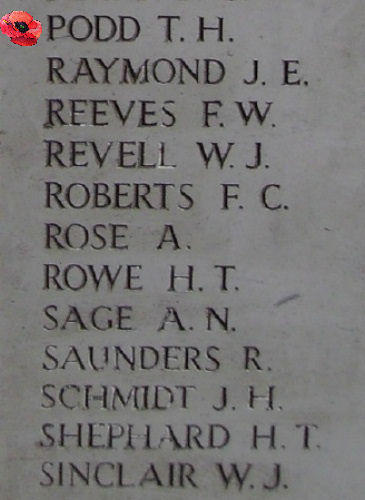 PODD T. H.
RAYMOND J. E.
REEVES F. W.
REVELL W. J.
ROBERTS F. C.
ROSE A.
ROWE H. T.
SAGE A. N.
SAUNDERS R.
SCHMIDT J. H.
SHEPHARD H. T.
SINCLAIR W. J.